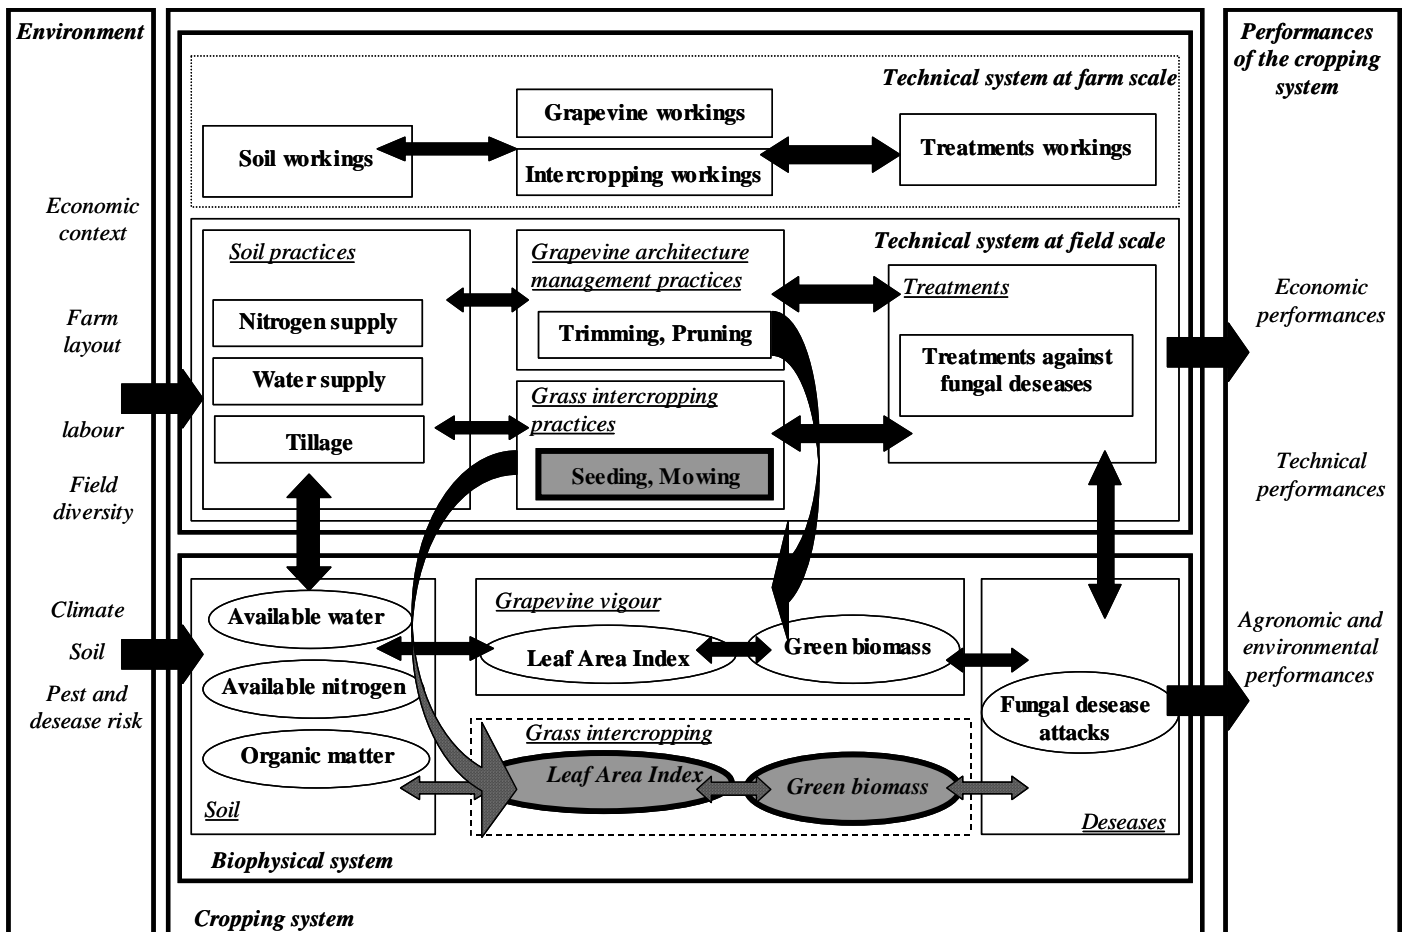 Environment
Economic
context
Farm
layout
labour
Field
diversity
Climate
Soil
Pest and
desease risk
Technical system at farm scale
Grapevine workings
Soil workings
Intercropping workings
Treatments workings
Technical system at field scale
Soil practices
Nitrogen supply
Water supply
Tillage
Grapevine architecture
management practices
Trimming, Pruning
Grass intercropping
practices
Seeding, Mowing
Treatments
Treatments against
fungal deseases
Available water
Available nitrogen
Organic matter
Soil
Grapevine vigour
Leaf Area Index
Green biomass
Grass intercropping
Leaf Area Index
Green biomass
Fungal desease
attacks
Deseases
Biophysical system
Cropping system
Performances
of the cropping
system
Economic
performances
Technical
performances
Agronomic and
environmental
performances